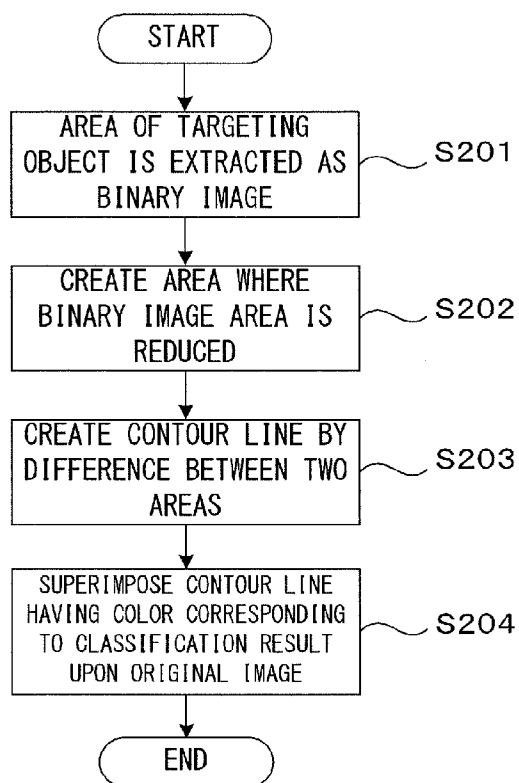 START
AREA OF TARGETING
OBJECT IS EXTRACTED AS
BINARY IMAGE
S201
CREATE AREA WHERE
BINARY IMAGE AREA IS
REDUCED
S202
CREATE CONTOUR LINE BY
DIFFERENCE BETWEEN TWO
AREAS
S203
SUPERIMPOSE CONTOUR LINE
HAVING COLOR CORRESPONDING
TO CLASSIFICATION RESULT
UPON ORIGINAL IMAGE
S204
END